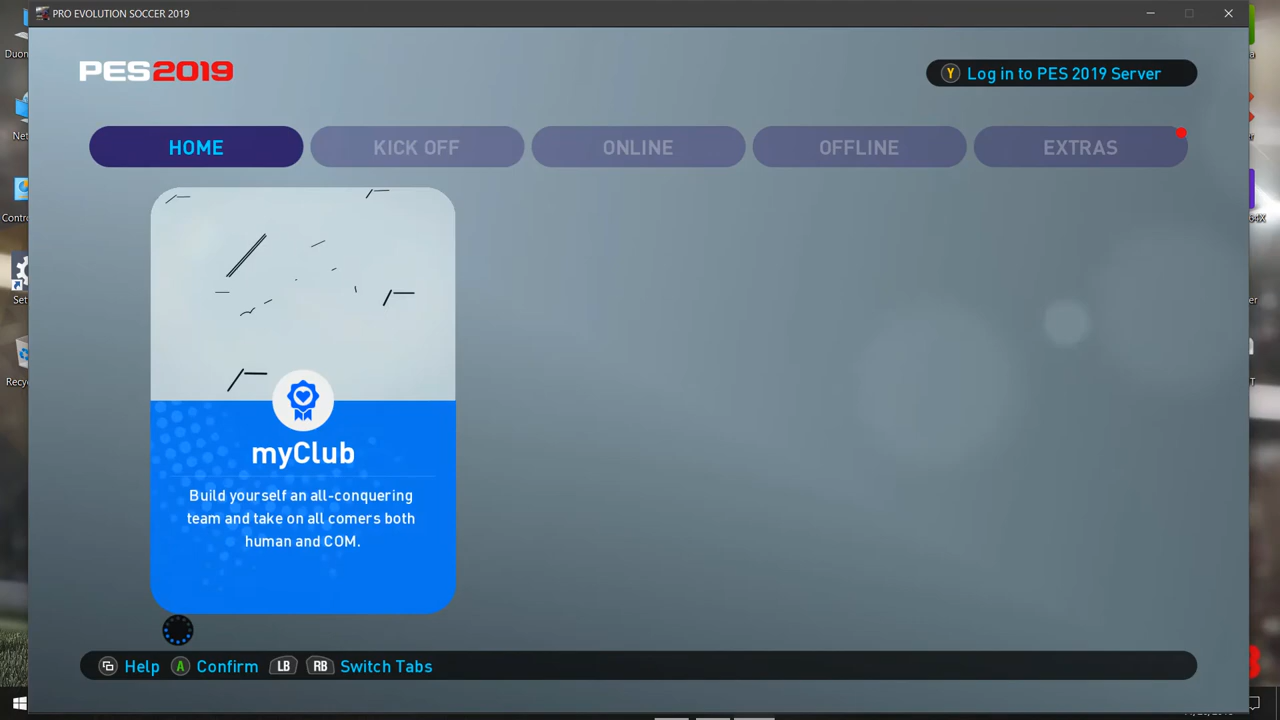 PRO EVOLUTION SOCCER 2019
PES2019
Y Log in to PES 2019 Server
HOME
KICK OFF
ONLINE
OFFLINE
EXTRAS
myClub
Build yourself an all-conquering
team and take on all comers both
human and COM.
Help A Confirm LB RB Switch Tabs